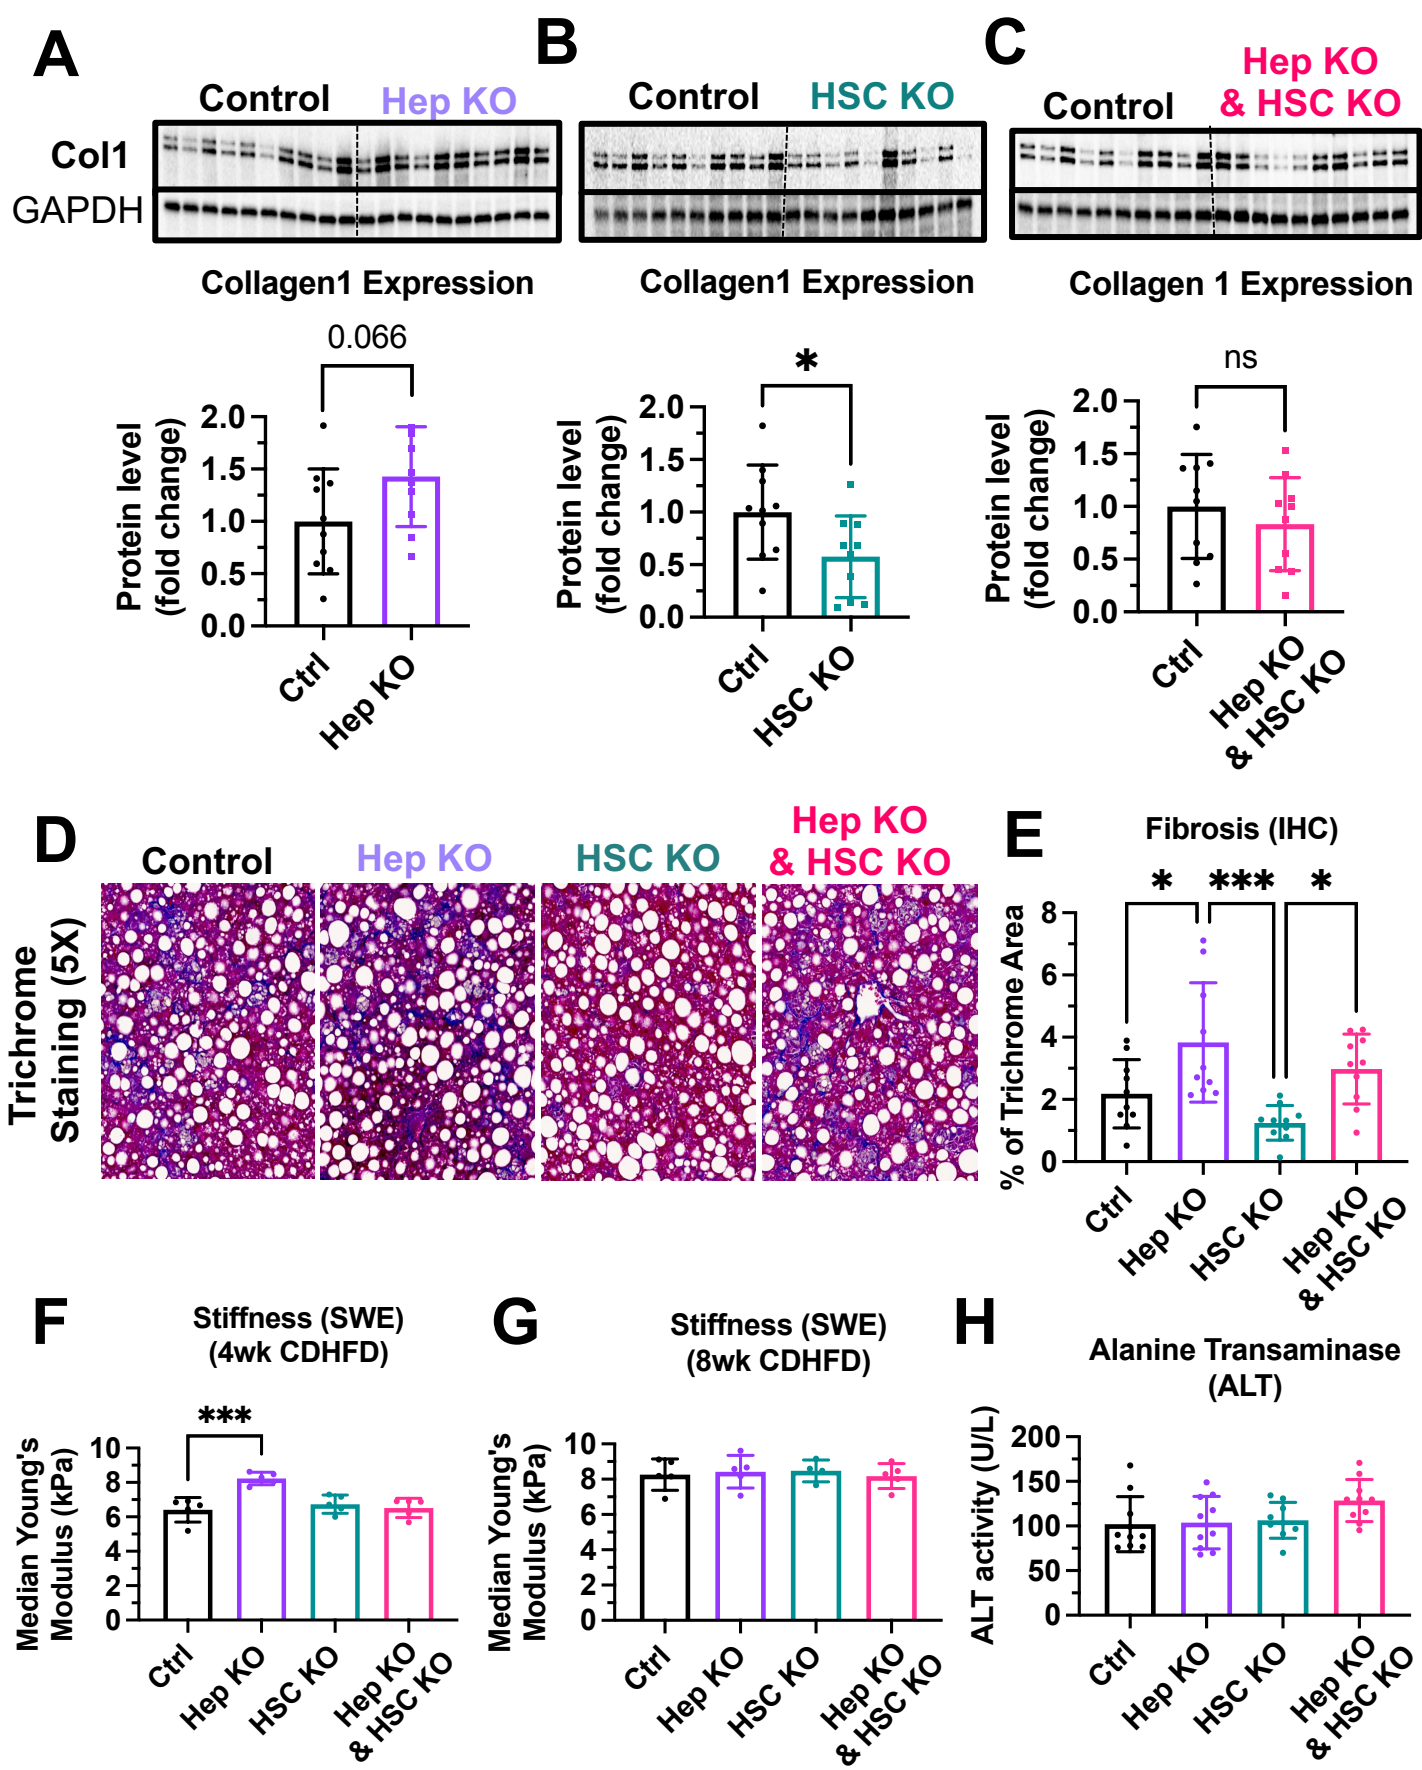 A
Control
Hep KO
Col1
GAPDH
Collagen1 Expression
0.066
Protein level
(fold change)
2.0
1.5
1.0
0.5
0.0
Ctrl
Hep KO
B
Control
HSC KO
Collagen1 Expression
*
Protein level
(fold change)
2.0
1.5
1.0
0.5
0.0
Ctrl
HSC KO
C
Control
Hep KO
& HSC KO
Collagen 1 Expression
ns
Protein level
(fold change)
2.0
1.5
1.0
0.5
0.0
Ctrl
Hep KO
& HSC KO
D
Control
Hep KO
HSC KO
Hep KO
& HSC KO
Trichrome
Staining (5X)
E
Fibrosis (IHC)
* *** *
% of Trichrome Area
8
6
4
2
0
Ctrl
Hep KO
HSC KO
Hep KO
& HSC KO
F
Stiffness (SWE)
(4wk CDHFD)
***
Median Young's
Modulus (kPa)
10
8
6
4
2
0
Ctrl
Hep KO
HSC KO
Hep KO
& HSC KO
G
Stiffness (SWE)
(8wk CDHFD)
Median Young's
Modulus (kPa)
10
8
6
4
2
0
Ctrl
Hep KO
HSC KO
Hep KO
& HSC KO
H
Alanine Transaminase
(ALT)
ALT activity (U/L)
200
150
100
50
0
Ctrl
Hep KO
HSC KO
Hep KO
& HSC KO